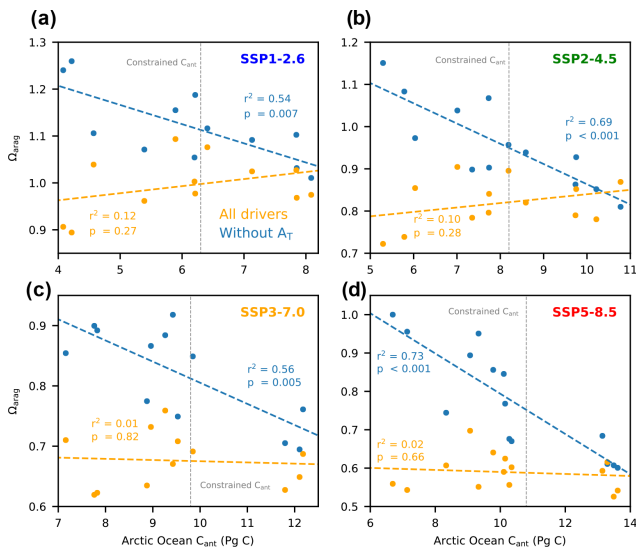 (a)
1.3
1.2
1.1
1.0
0.9
Ω_arag
Constrained C_ant
SSP1-2.6
r² = 0.54
p = 0.007
r² = 0.12
p = 0.27
All drivers
Without A_T
4
5
6
7
8
(b)
1.2
1.1
1.0
0.9
0.8
0.7
SSP2-4.5
Constrained C_ant
r² = 0.69
p < 0.001
r² = 0.10
p = 0.28
5
6
7
8
9
10
11
(c)
0.9
0.8
0.7
0.6
Ω_arag
SSP3-7.0
r² = 0.56
p = 0.005
r² = 0.01
p = 0.82
Constrained C_ant
7
8
9
10
11
12
Arctic Ocean C_ant (Pg C)
(d)
1.0
0.9
0.8
0.7
0.6
0.5
Constrained C_ant
SSP5-8.5
r² = 0.73
p < 0.001
r² = 0.02
p = 0.66
6
8
10
12
14
Arctic Ocean C_ant (Pg C)